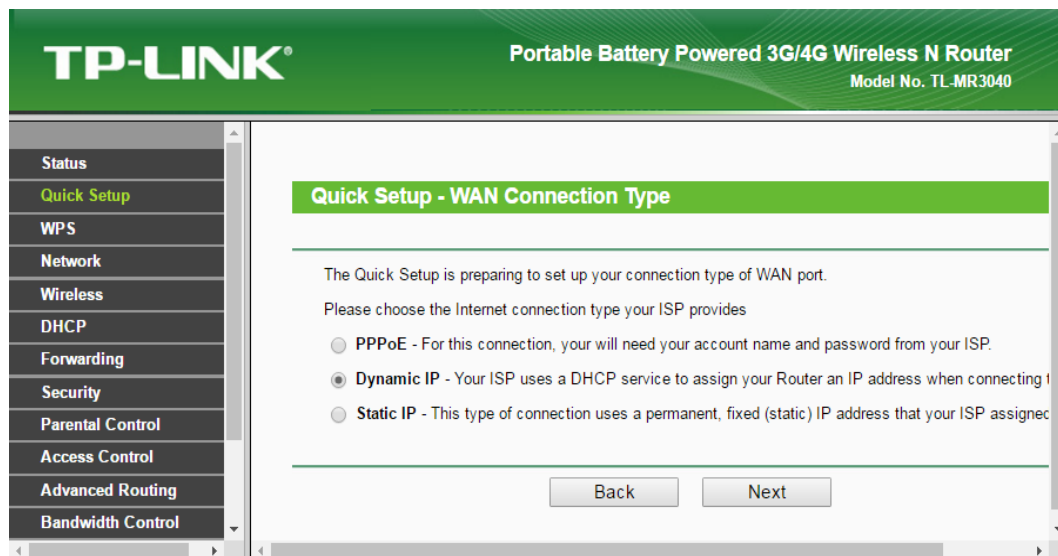 TP-LINK®
Portable Battery Powered 3G/4G Wireless N Router
Model No. TL-MR3040
Status
Quick Setup
WPS
Network
Wireless
DHCP
Forwarding
Security
Parental Control
Access Control
Advanced Routing
Bandwidth Control
Quick Setup - WAN Connection Type
The Quick Setup is preparing to set up your connection type of WAN port.
Please choose the Internet connection type your ISP provides
PPPoE - For this connection, your will need your account name and password from your ISP.
Dynamic IP - Your ISP uses a DHCP service to assign your Router an IP address when connecting
Static IP - This type of connection uses a permanent, fixed (static) IP address that your ISP assigned
Back Next